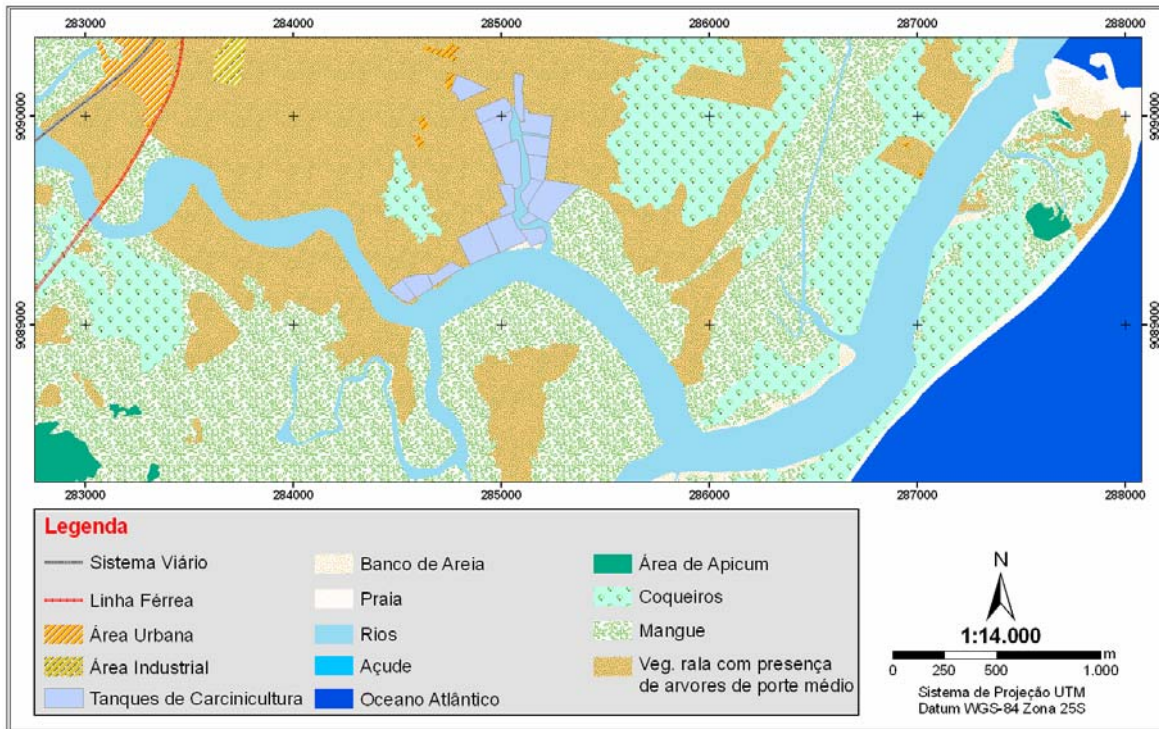 283000 284000 285000 286000 287000 288000
9090000 9090000
9089000 9089000
283000 284000 285000 286000 287000 288000
Legenda
Sistema Viário
Linha Férrea
Área Urbana
Área Industrial
Tanques de Carcinicultura
Banco de Areia
Praia
Rios
Açude
Oceano Atlântico
Área de Apicum
Coqueiros
Mangue
Veg. rala com presença
de arvores de porte médio
N
1:14.000
m
0 250 500 1.000
Sistema de Projeção UTM
Datum WGS-84 Zona 25S